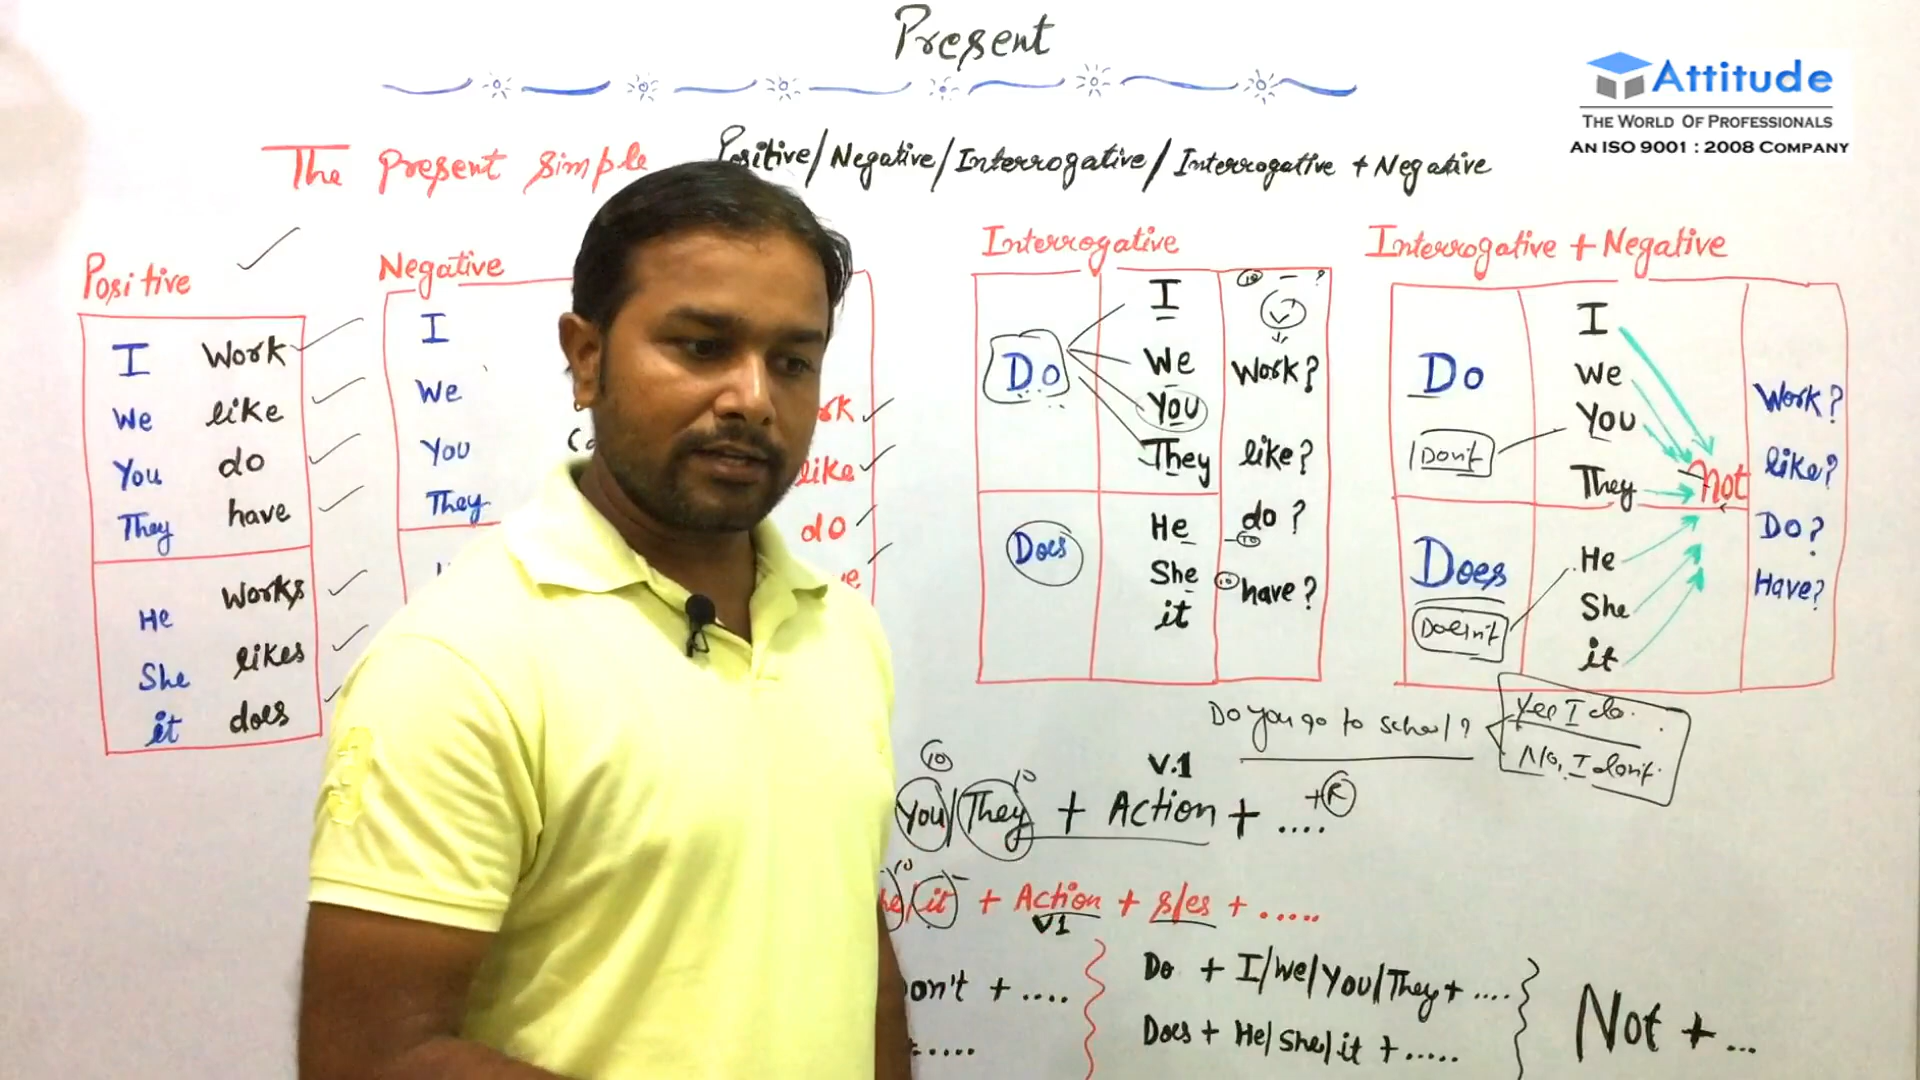 Present
Attitude
THE WORLD OF PROFESSIONALS
AN ISO 9001 : 2008 COMPANY
The Present Simple Positive/Negative/Interrogative/Interrogative + Negative
Positive
I Work
We like
You do
They have
He Works
She likes
it does
Negative
I
We
You
They
like
do
Interrogative
Do
I
We
You
They
Does
He
She
it
Work?
like?
do?
have?
Interrogative + Negative
Do
Don't
I
We
You
They
Does
Doesn't
He
She
it
Not
Work?
like?
Do?
Have?
Do you go to school?
Yes I do.
No, I don't.
V.1
You/They + Action + .... + R
it + Action + s/es + .....
V1
+ ....
Do + I/We/You/They + ....
Does + He/She/it + .....
Not + ...